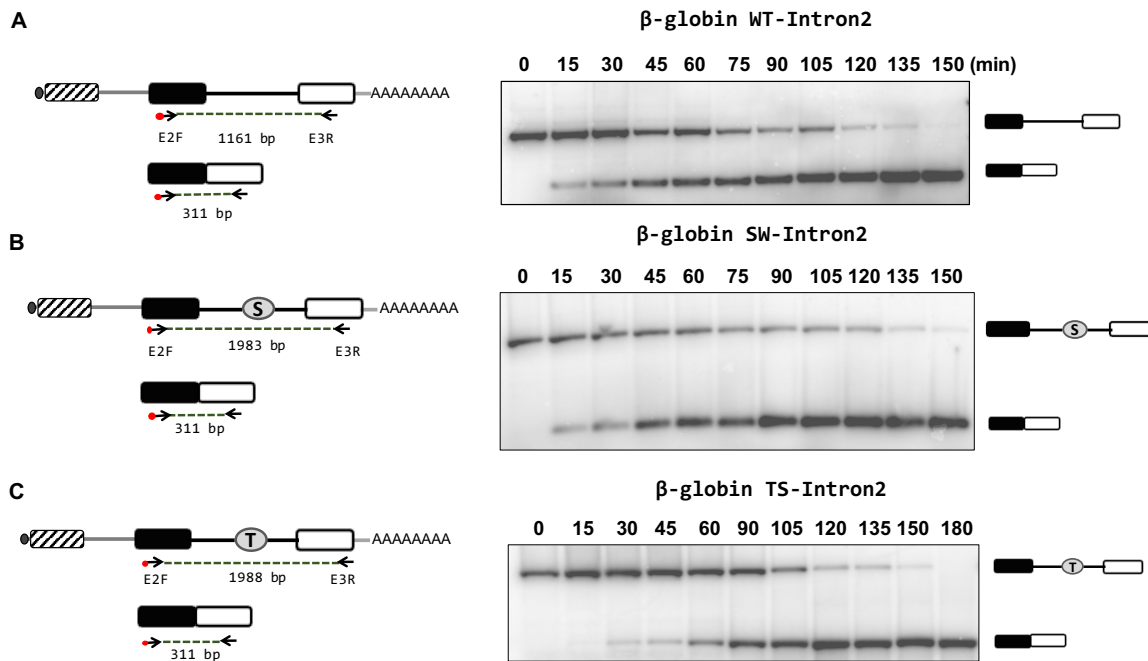 A
β-globin WT-Intron2
0 15 30 45 60 75 90 105 120 135 150 (min)
AAAAAAAA
E2F 1161 bp E3R
311 bp
B
β-globin SW-Intron2
0 15 30 45 60 75 90 105 120 135 150
S AAAAAAAA
S
E2F 1983 bp E3R
311 bp
C
β-globin TS-Intron2
0 15 30 45 60 90 105 120 135 150 180
T AAAAAAAA
T
E2F 1988 bp E3R
311 bp